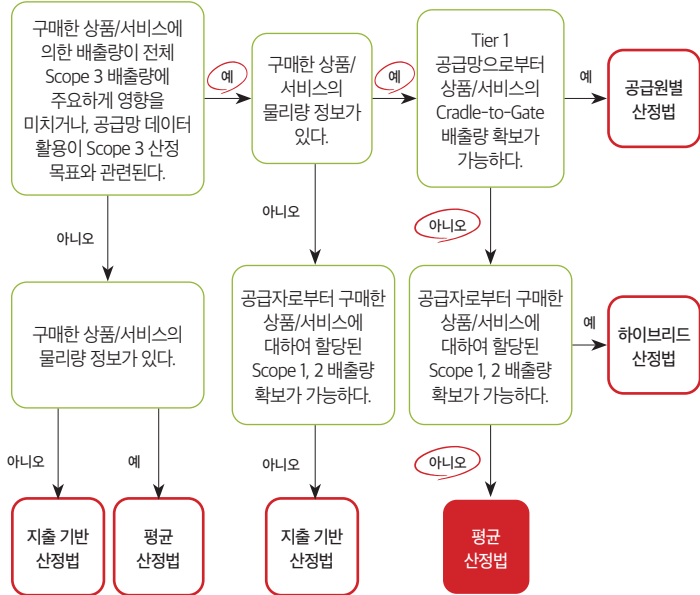 구매한 상품/서비스에
의한 배출량이 전체
Scope 3 배출량에
주요하게 영향을
미치거나, 공급망 데이터
활용이 Scope 3 산정
목표와 관련된다.
예
구매한 상품/
서비스의
물리량 정보가
있다.
예
Tier 1
공급망으로부터
상품/서비스의
Cradle-to-Gate
배출량 확보가
가능하다.
예
공급원별
산정법
아니오
아니오
아니오
구매한 상품/서비스의
물리량 정보가 있다.
공급자로부터 구매한
상품/서비스에
대하여 할당된
Scope 1, 2 배출량
확보가 가능하다.
공급자로부터 구매한
상품/서비스에
대하여 할당된
Scope 1, 2 배출량
확보가 가능하다.
예
하이브리드
산정법
아니오
예
아니오
아니오
지출 기반
산정법
평균
산정법
지출 기반
산정법
평균
산정법